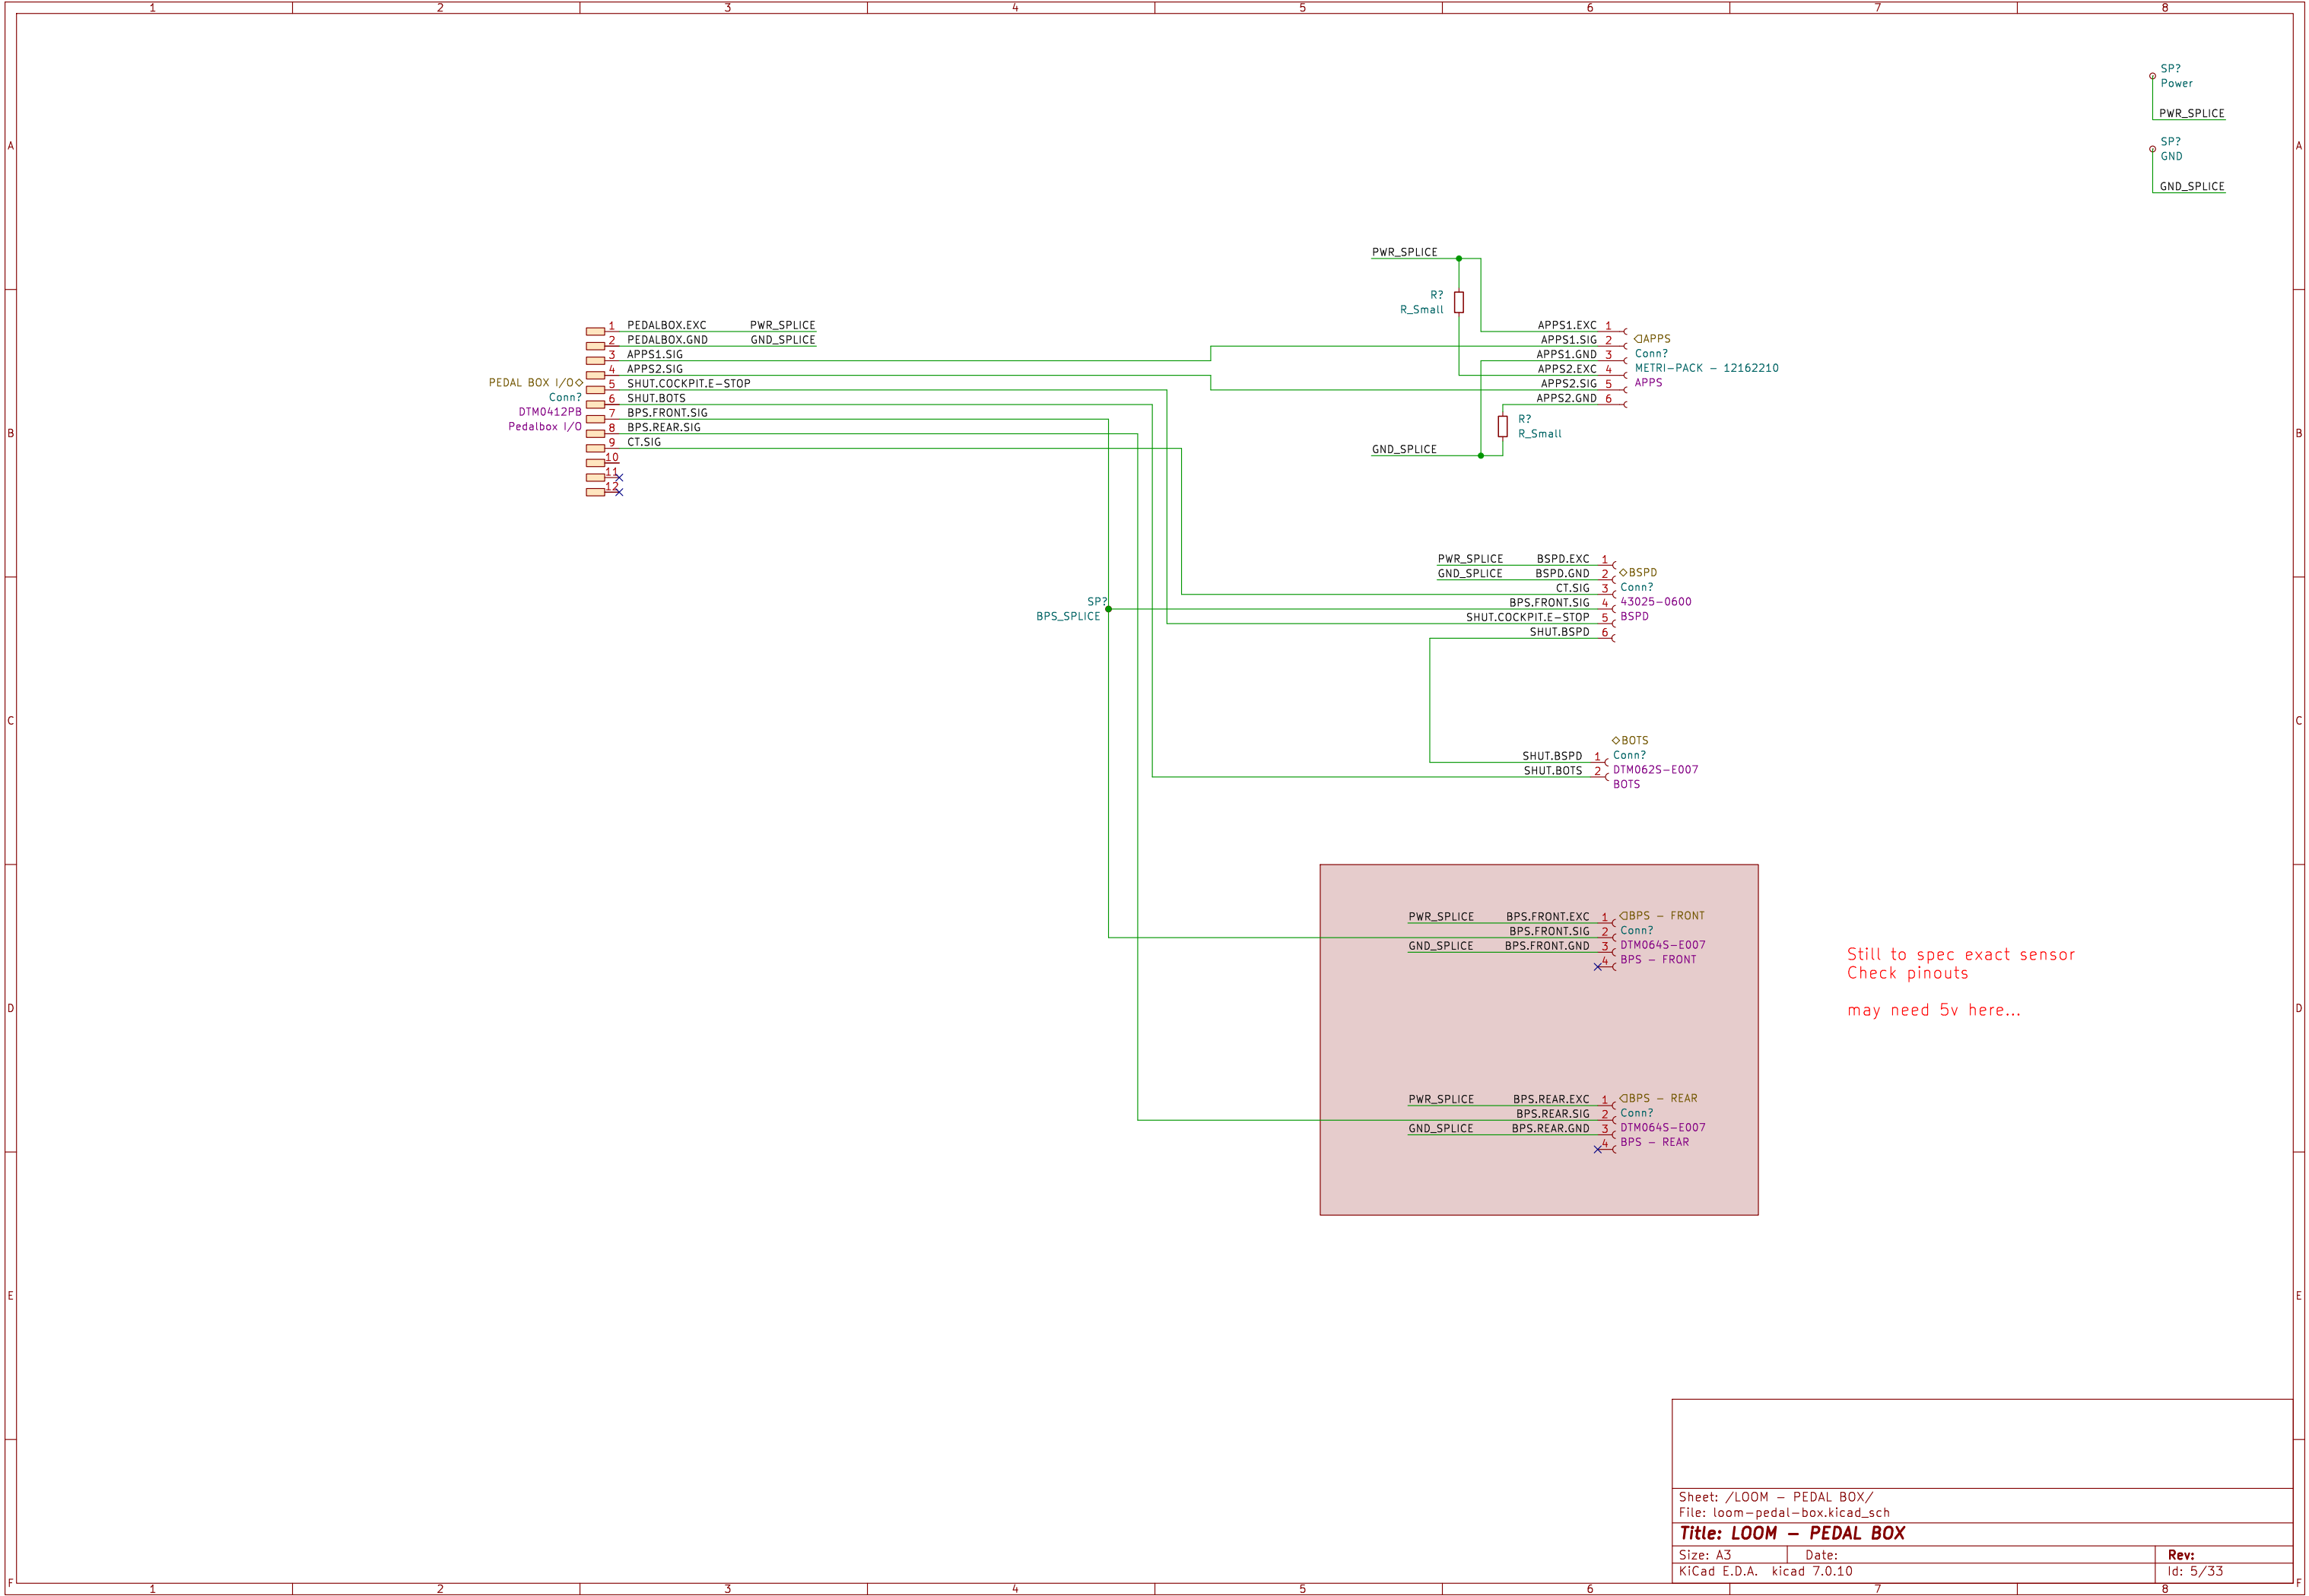 1 2 3 4 5 6 7 8
A A
B B
C C
D D
E E
F F
SP?
Power
PWR_SPLICE
SP?
GND
GND_SPLICE
PWR_SPLICE
R?
R_Small
APPS1.EXC 1
APPS1.SIG 2
APPS1.GND 3
APPS2.EXC 4
APPS2.SIG 5
APPS2.GND 6
APPS
Conn?
METRI-PACK - 12162210
APPS
R?
R_Small
GND_SPLICE
PEDAL BOX I/O
Conn?
DTM0412PB
Pedalbox I/O
1 PEDALBOX.EXC PWR_SPLICE
2 PEDALBOX.GND GND_SPLICE
3 APPS1.SIG
4 APPS2.SIG
5 SHUT.COCKPIT.E-STOP
6 SHUT.BOTS
7 BPS.FRONT.SIG
8 BPS.REAR.SIG
9 CT.SIG
10
11
12
PWR_SPLICE BSPD.EXC 1
GND_SPLICE BSPD.GND 2
CT.SIG 3
BPS.FRONT.SIG 4
SHUT.COCKPIT.E-STOP 5
SHUT.BSPD 6
BSPD
Conn?
43025-0600
BSPD
SP?
BPS_SPLICE
SHUT.BSPD 1
SHUT.BOTS 2
BOTS
Conn?
DTM062S-E007
BOTS
PWR_SPLICE BPS.FRONT.EXC 1
BPS.FRONT.SIG 2
GND_SPLICE BPS.FRONT.GND 3
4
BPS - FRONT
Conn?
DTM064S-E007
BPS - FRONT
Still to spec exact sensor
Check pinouts
may need 5v here...
PWR_SPLICE BPS.REAR.EXC 1
BPS.REAR.SIG 2
GND_SPLICE BPS.REAR.GND 3
4
BPS - REAR
Conn?
DTM064S-E007
BPS - REAR
Sheet: /LOOM - PEDAL BOX/
File: loom-pedal-box.kicad_sch
Title: LOOM - PEDAL BOX
Size: A3 Date: Rev:
KiCad E.D.A. kicad 7.0.10 Id: 5/33
1 2 3 4 5 6 7 8